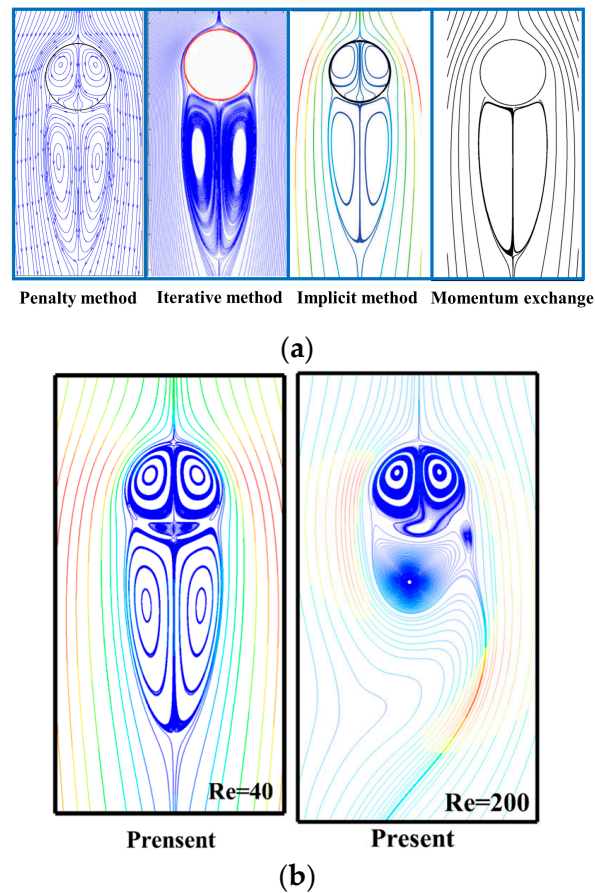 Penalty method Iterative method Implicit method Momentum exchange
(a)
Re=40 Re=200
Prensent Present
(b)